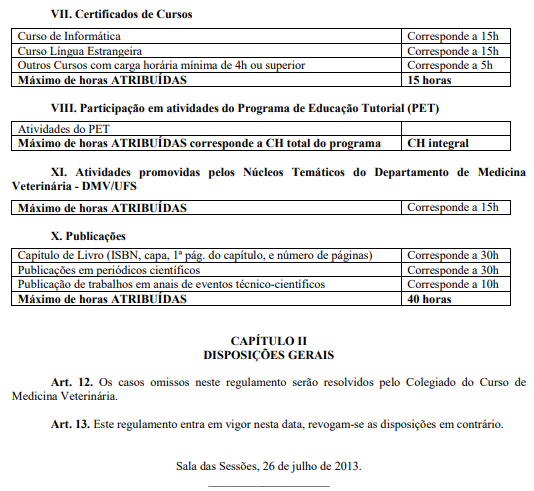 VII. Certificados de Cursos
Curso de Informática Corresponde a 15h
Curso Língua Estrangeira Corresponde a 15h
Outros Cursos com carga horária mínima de 4h ou superior Corresponde a 5h
Máximo de horas ATRIBUÍDAS 15 horas
VIII. Participação em atividades do Programa de Educação Tutorial (PET)
Atividades do PET
Máximo de horas ATRIBUÍDAS corresponde a CH total do programa CH integral
XI. Atividades promovidas pelos Núcleos Temáticos do Departamento de Medicina
Veterinária - DMV/UFS
Máximo de horas ATRIBUÍDAS Corresponde a 15h
X. Publicações
Capítulo de Livro (ISBN, capa, 1ª pág. do capítulo, e número de páginas) Corresponde a 30h
Publicações em periódicos científicos Corresponde a 30h
Publicação de trabalhos em anais de eventos técnico-científicos Corresponde a 10h
Máximo de horas ATRIBUÍDAS 40 horas
CAPÍTULO II
DISPOSIÇÕES GERAIS
Art. 12. Os casos omissos neste regulamento serão resolvidos pelo Colegiado do Curso de
Medicina Veterinária.
Art. 13. Este regulamento entra em vigor nesta data, revogam-se as disposições em contrário.
Sala das Sessões, 26 de julho de 2013.